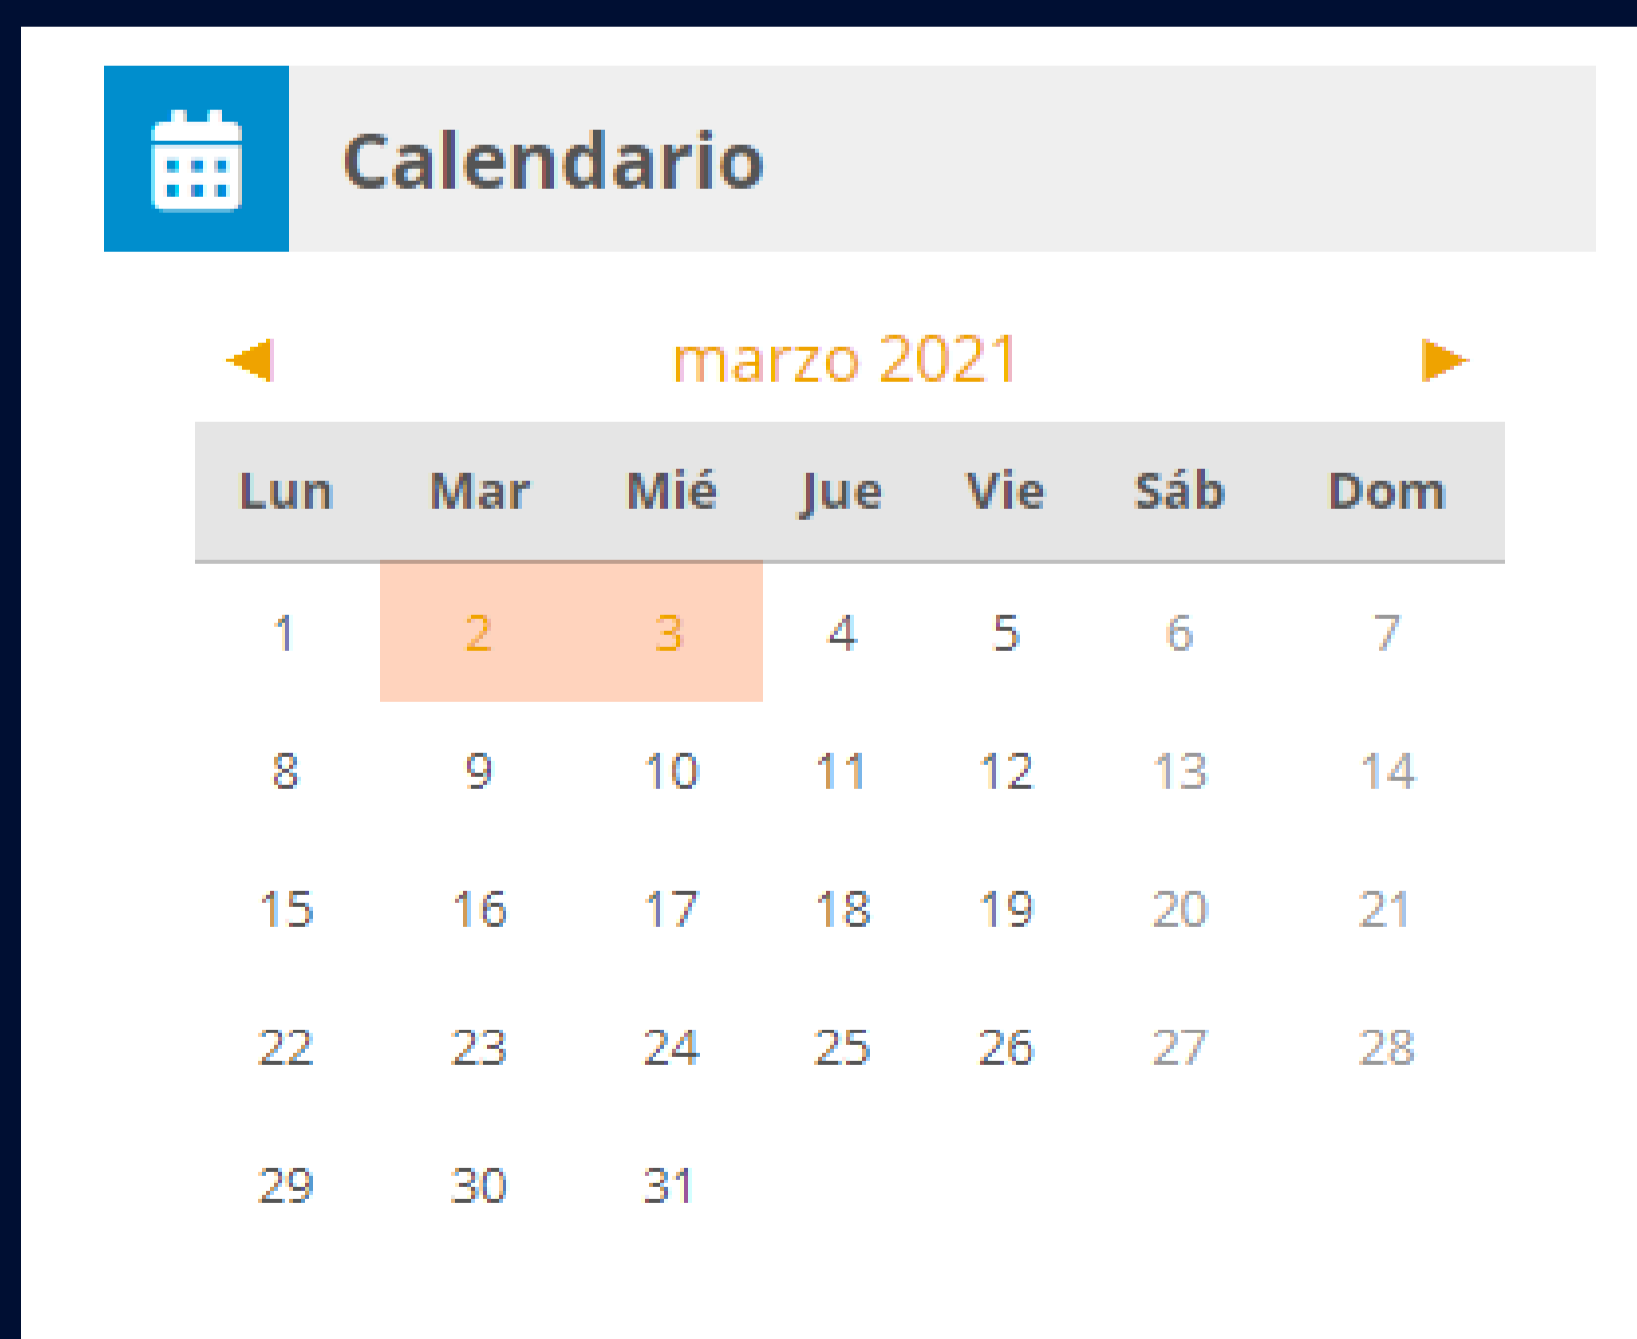 Calendario
◄ marzo 2021 ►
Lun Mar Mié Jue Vie Sáb Dom
1 2 3 4 5 6 7
8 9 10 11 12 13 14
15 16 17 18 19 20 21
22 23 24 25 26 27 28
29 30 31